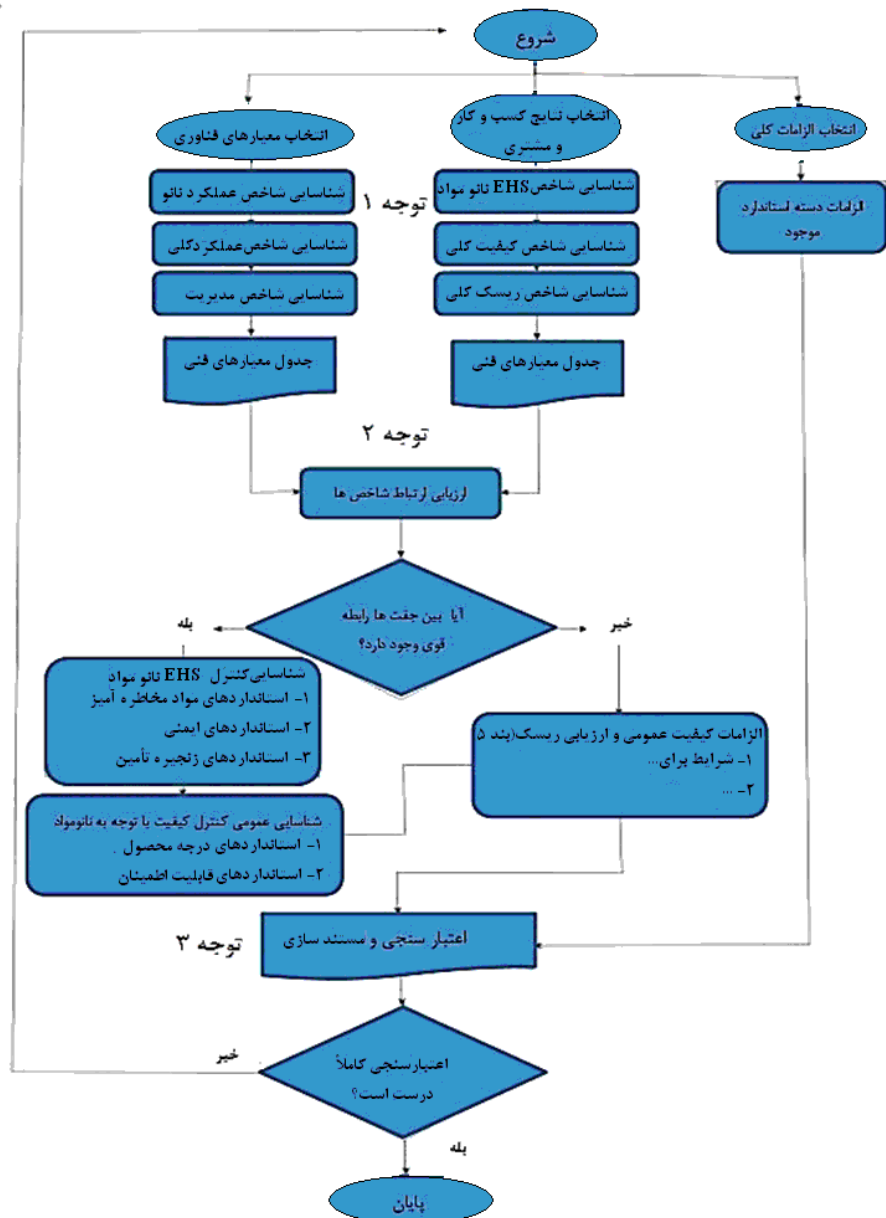 شروع
انتخاب معیارهای فناوری
انتخاب نتایج کسب و کار
و مشتری
انتخاب الزامات کلی
شناسایی شاخص عملکرد نانو
توجه ۱
شناسایی شاخص EHS نانو مواد
الزامات دسته استاندارد
موجود
شناسایی شاخص عملکردکلی
شناسایی شاخص کیفیت کلی
شناسایی شاخص مدیریت
شناسایی شاخص ریسک کلی
جدول معیارهای فنی
جدول معیارهای فنی
توجه ۲
ارزیابی ارتباط شاخص ها
آیا بین جفت ها رابطه
قوی وجود دارد؟
بله
خیر
شناسایی کنترل EHS نانو مواد
۱- استانداردهای مواد مخاطره آمیز
۲- استانداردهای ایمنی
۳- استانداردهای زنجیره تأمین
الزامات کیفیت عمومی و ارزیابی ریسک(بند ۵
۱- شرایط برای...
۲- ...
شناسایی عمومی کنترل کیفیت با توجه به نانومواد
۱- استانداردهای درجه محصول .
۲- استانداردهای قابلیت اطمینان
توجه ۳
اعتبار سنجی و مستند سازی
خیر
اعتبارسنجی کاملاً
درست است؟
بله
پایان